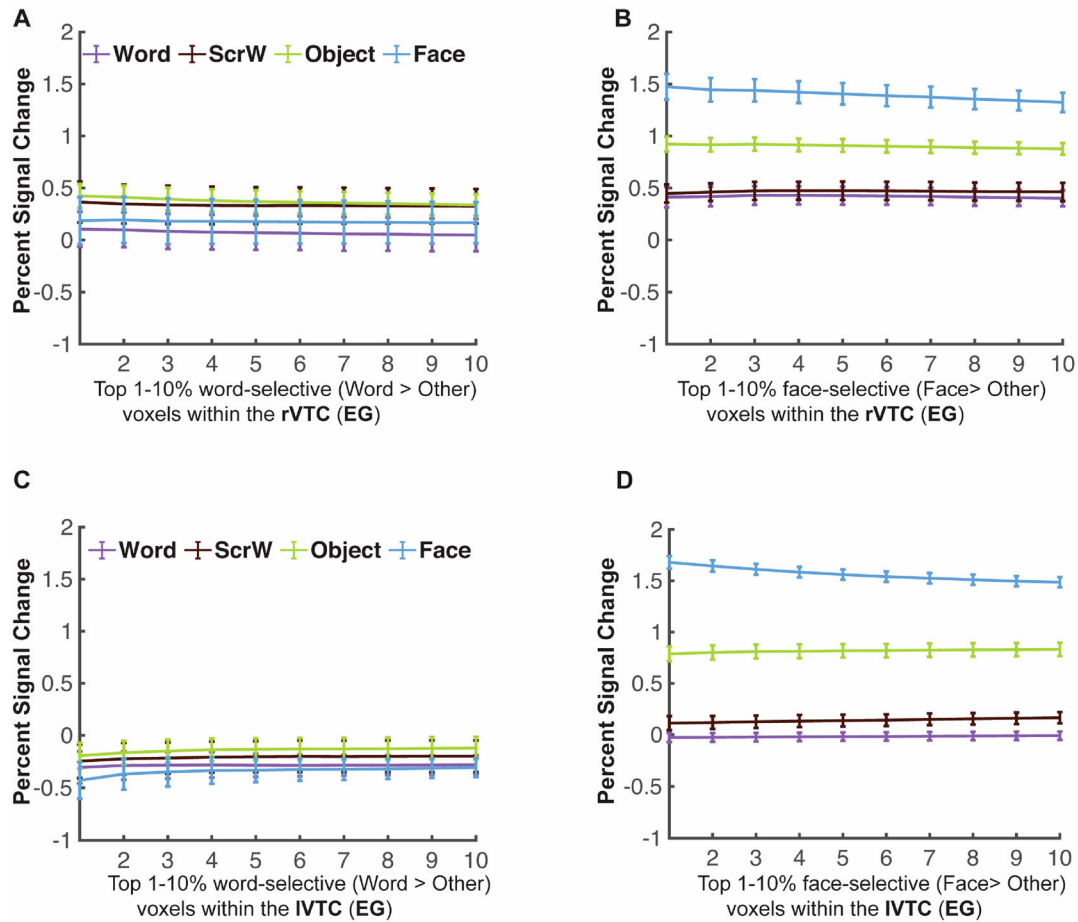 A
Percent Signal Change
2
1.5
1
0.5
0
-0.5
-1
Word ScrW Object Face
2 3 4 5 6 7 8 9 10
Top 1-10% word-selective (Word > Other)
voxels within the rVTC (EG)
B
Percent Signal Change
2
1.5
1
0.5
0
-0.5
-1
2 3 4 5 6 7 8 9 10
Top 1-10% face-selective (Face> Other)
voxels within the rVTC (EG)
C
Percent Signal Change
2
1.5
1
0.5
0
-0.5
-1
Word ScrW Object Face
2 3 4 5 6 7 8 9 10
Top 1-10% word-selective (Word > Other)
voxels within the lVTC (EG)
D
Percent Signal Change
2
1.5
1
0.5
0
-0.5
-1
2 3 4 5 6 7 8 9 10
Top 1-10% face-selective (Face> Other)
voxels within the lVTC (EG)